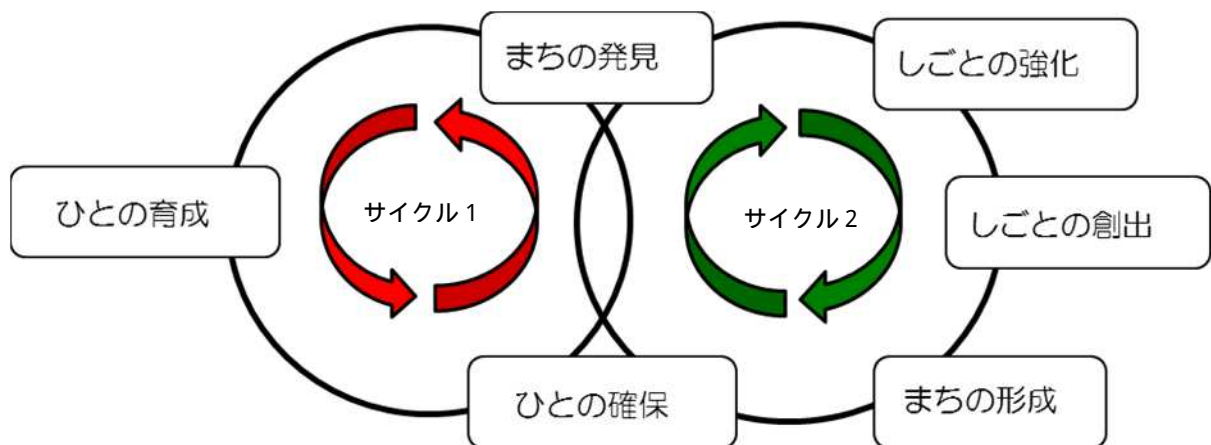 まちの発見
しごとの強化
ひとの育成
サイクル1
サイクル2
しごとの創出
ひとの確保
まちの形成